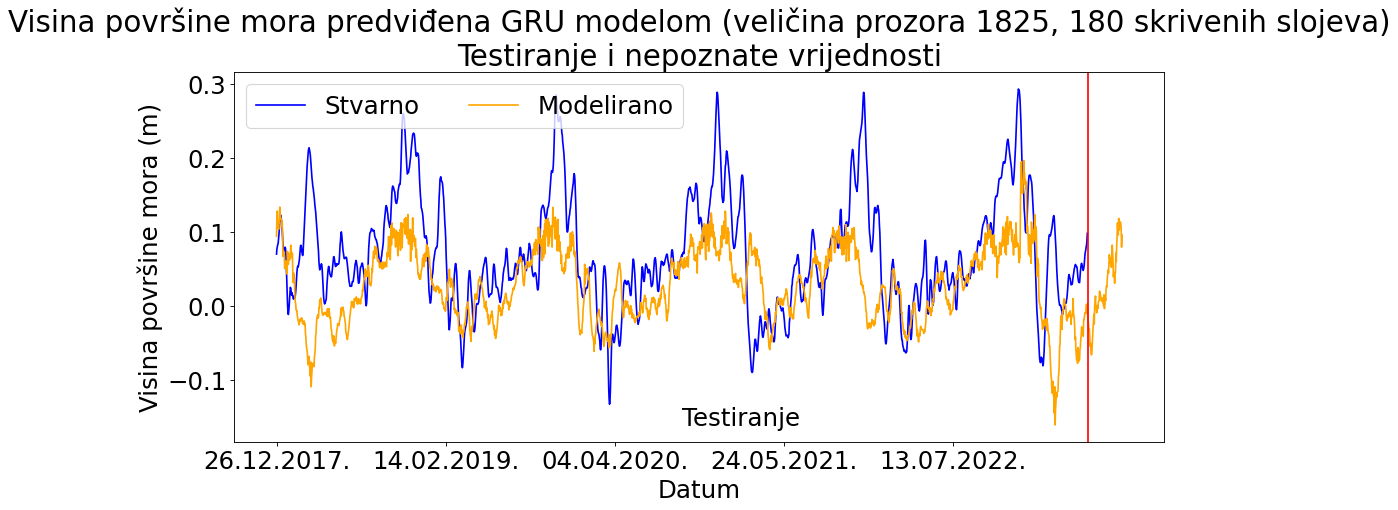 Visina površine mora predviđena GRU modelom (veličina prozora 1825, 180 skrivenih slojeva)
Testiranje i nepoznate vrijednosti
Stvarno Modelirano
Visina površine mora (m)
0.3
0.2
0.1
0.0
−0.1
Testiranje
26.12.2017. 14.02.2019. 04.04.2020. 24.05.2021. 13.07.2022.
Datum